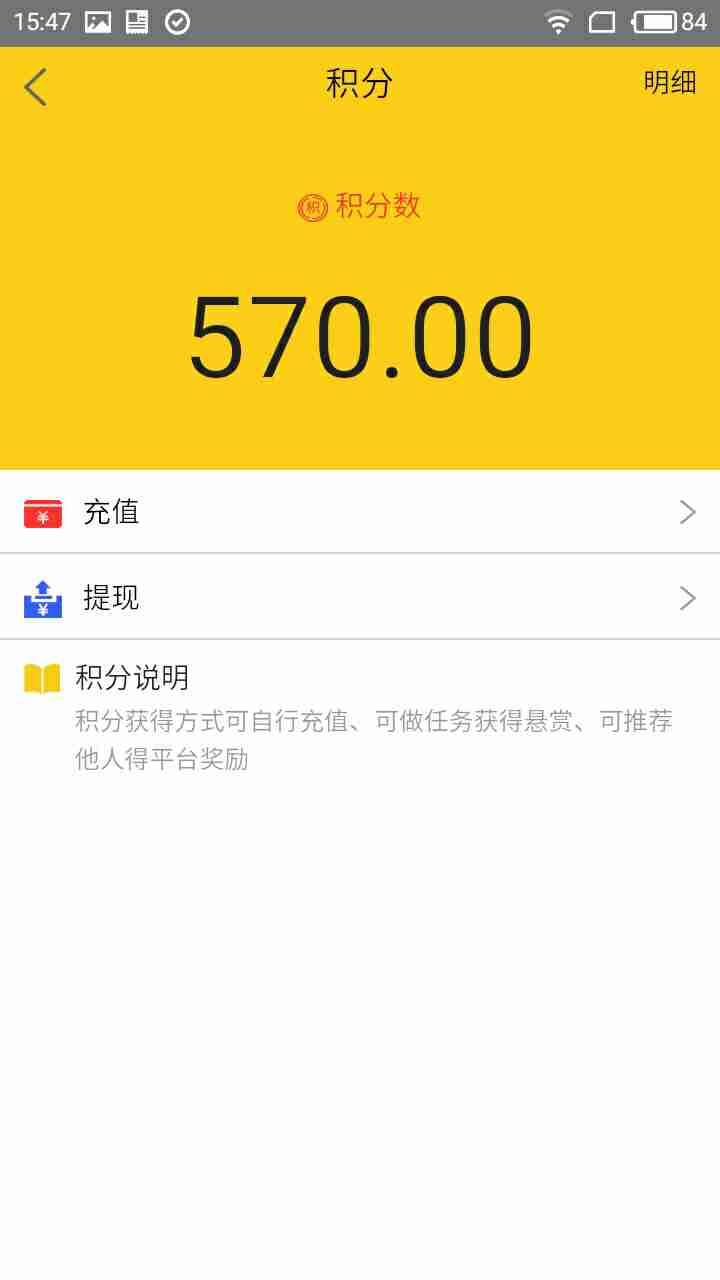 15:47
84
积分
明细
积 积分数
570.00
¥ 充值
¥ 提现
积分说明
积分获得方式可自行充值、可做任务获得悬赏、可推荐
他人得平台奖励